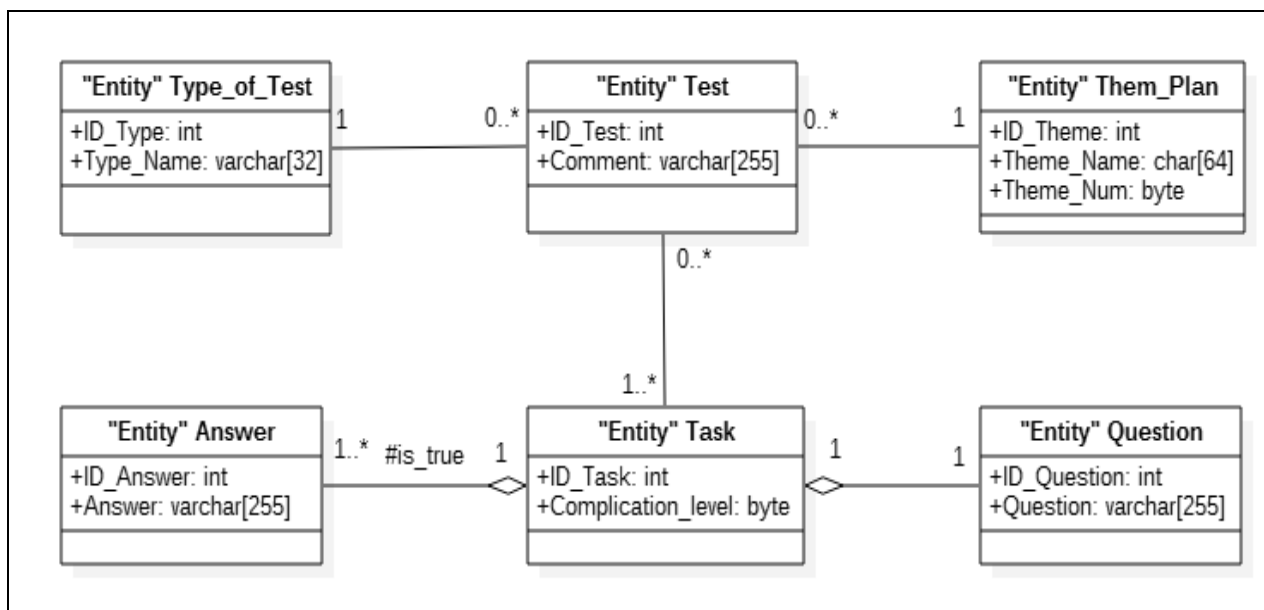 "Entity" Type_of_Test
+ID_Type: int
+Type_Name: varchar[32]
1
0..*
"Entity" Test
+ID_Test: int
+Comment: varchar[255]
0..*
1
"Entity" Them_Plan
+ID_Theme: int
+Theme_Name: char[64]
+Theme_Num: byte
0..*
1..*
"Entity" Answer
+ID_Answer: int
+Answer: varchar[255]
1..*
#is_true
1
"Entity" Task
+ID_Task: int
+Complication_level: byte
1
1
"Entity" Question
+ID_Question: int
+Question: varchar[255]